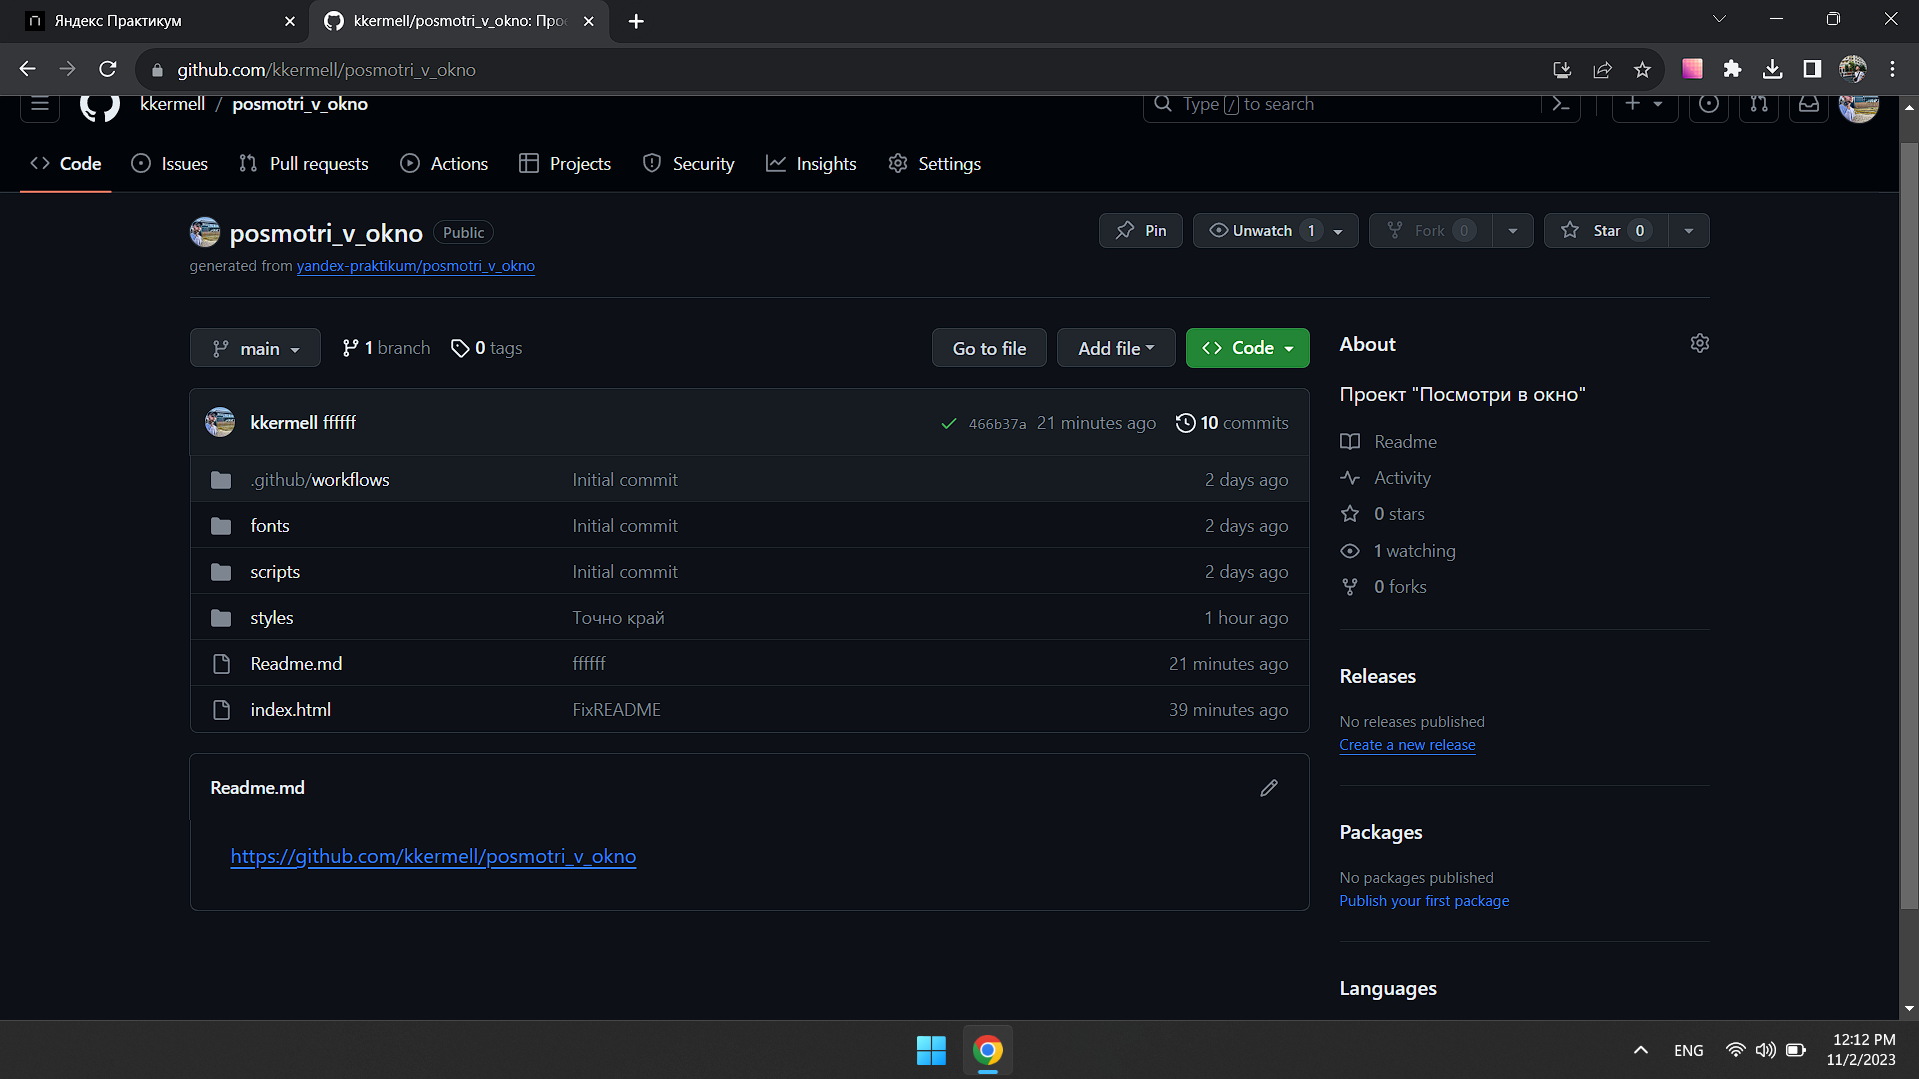 Яндекс Практикум
kkermell/posmotri_v_okno: Прое
github.com/kkermell/posmotri_v_okno
kkermell / posmotri_v_okno
Type / to search
Code Issues Pull requests Actions Projects Security Insights Settings
posmotri_v_okno Public
Pin Unwatch 1 Fork 0 Star 0
generated from yandex-praktikum/posmotri_v_okno
main 1 branch 0 tags Go to file Add file Code
kkermell ffffff 466b37a 21 minutes ago 10 commits
.github/workflows Initial commit 2 days ago
fonts Initial commit 2 days ago
scripts Initial commit 2 days ago
styles Точно край 1 hour ago
Readme.md ffffff 21 minutes ago
index.html FixREADME 39 minutes ago
Readme.md
https://github.com/kkermell/posmotri_v_okno
About
Проект "Посмотри в окно"
Readme
Activity
0 stars
1 watching
0 forks
Releases
No releases published
Create a new release
Packages
No packages published
Publish your first package
Languages
ENG
12:12 PM
11/2/2023